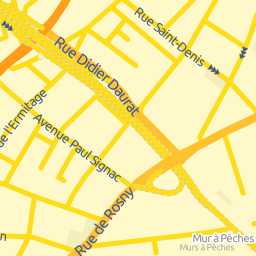 Rue Saint-Denis
Rue Didier Daurat
l'Ermitage
Avenue Paul Signac
Rue de Rosny
Mur à Pêches
Murs à Pêches